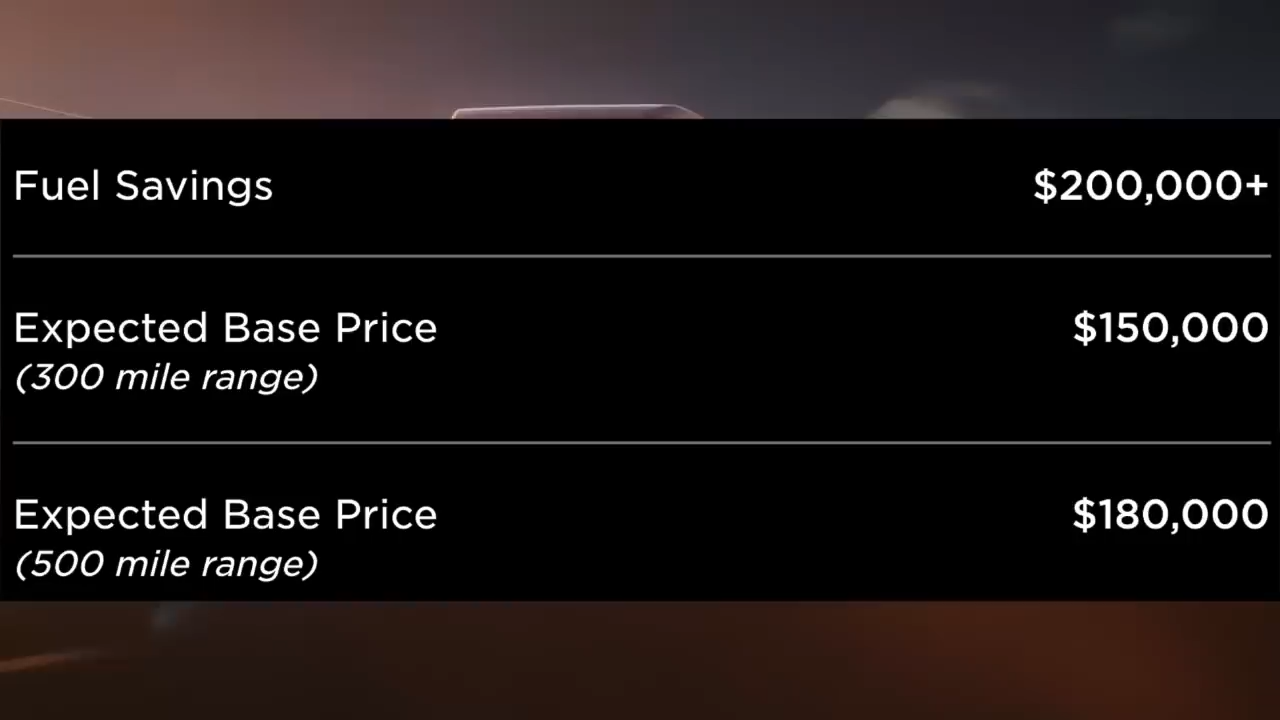 Fuel Savings $200,000+
Expected Base Price $150,000
(300 mile range)
Expected Base Price $180,000
(500 mile range)